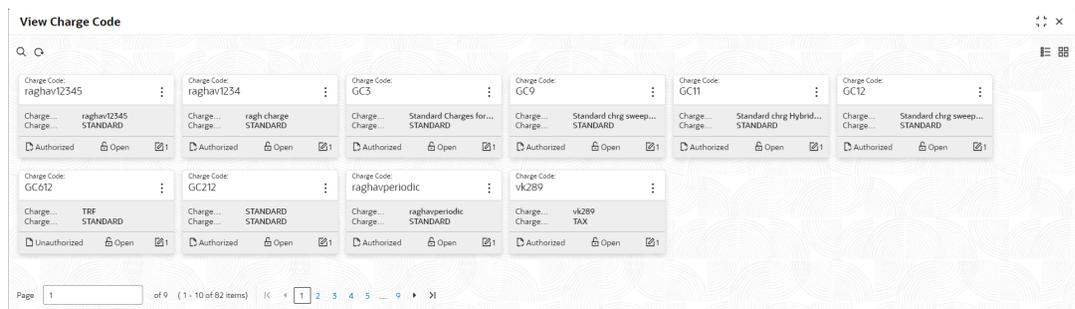 View Charge Code
Charge Code:
raghav12345
Charge... raghav12345
Charge... STANDARD
Authorized Open 1
Charge Code:
raghav1234
Charge... ragh charge
Charge... STANDARD
Authorized Open 1
Charge Code:
GC3
Charge... Standard Charges for...
Charge... STANDARD
Authorized Open 1
Charge Code:
GC9
Charge... Standard chrg sweep...
Charge... STANDARD
Authorized Open 1
Charge Code:
GC11
Charge... Standard chrg Hybrid...
Charge... STANDARD
Authorized Open 1
Charge Code:
GC12
Charge... Standard chrg sweep...
Charge... STANDARD
Authorized Open 1
Charge Code:
GC612
Charge... TRF
Charge... STANDARD
Unauthorized Open 1
Charge Code:
GC212
Charge... STANDARD
Charge... STANDARD
Authorized Open 1
Charge Code:
raghavperiodic
Charge... raghavperiodic
Charge... STANDARD
Authorized Open 1
Charge Code:
vk289
Charge... vk289
Charge... TAX
Authorized Open 1
Page 1 of 9 (1 - 10 of 82 items) 1 2 3 4 5 ... 9